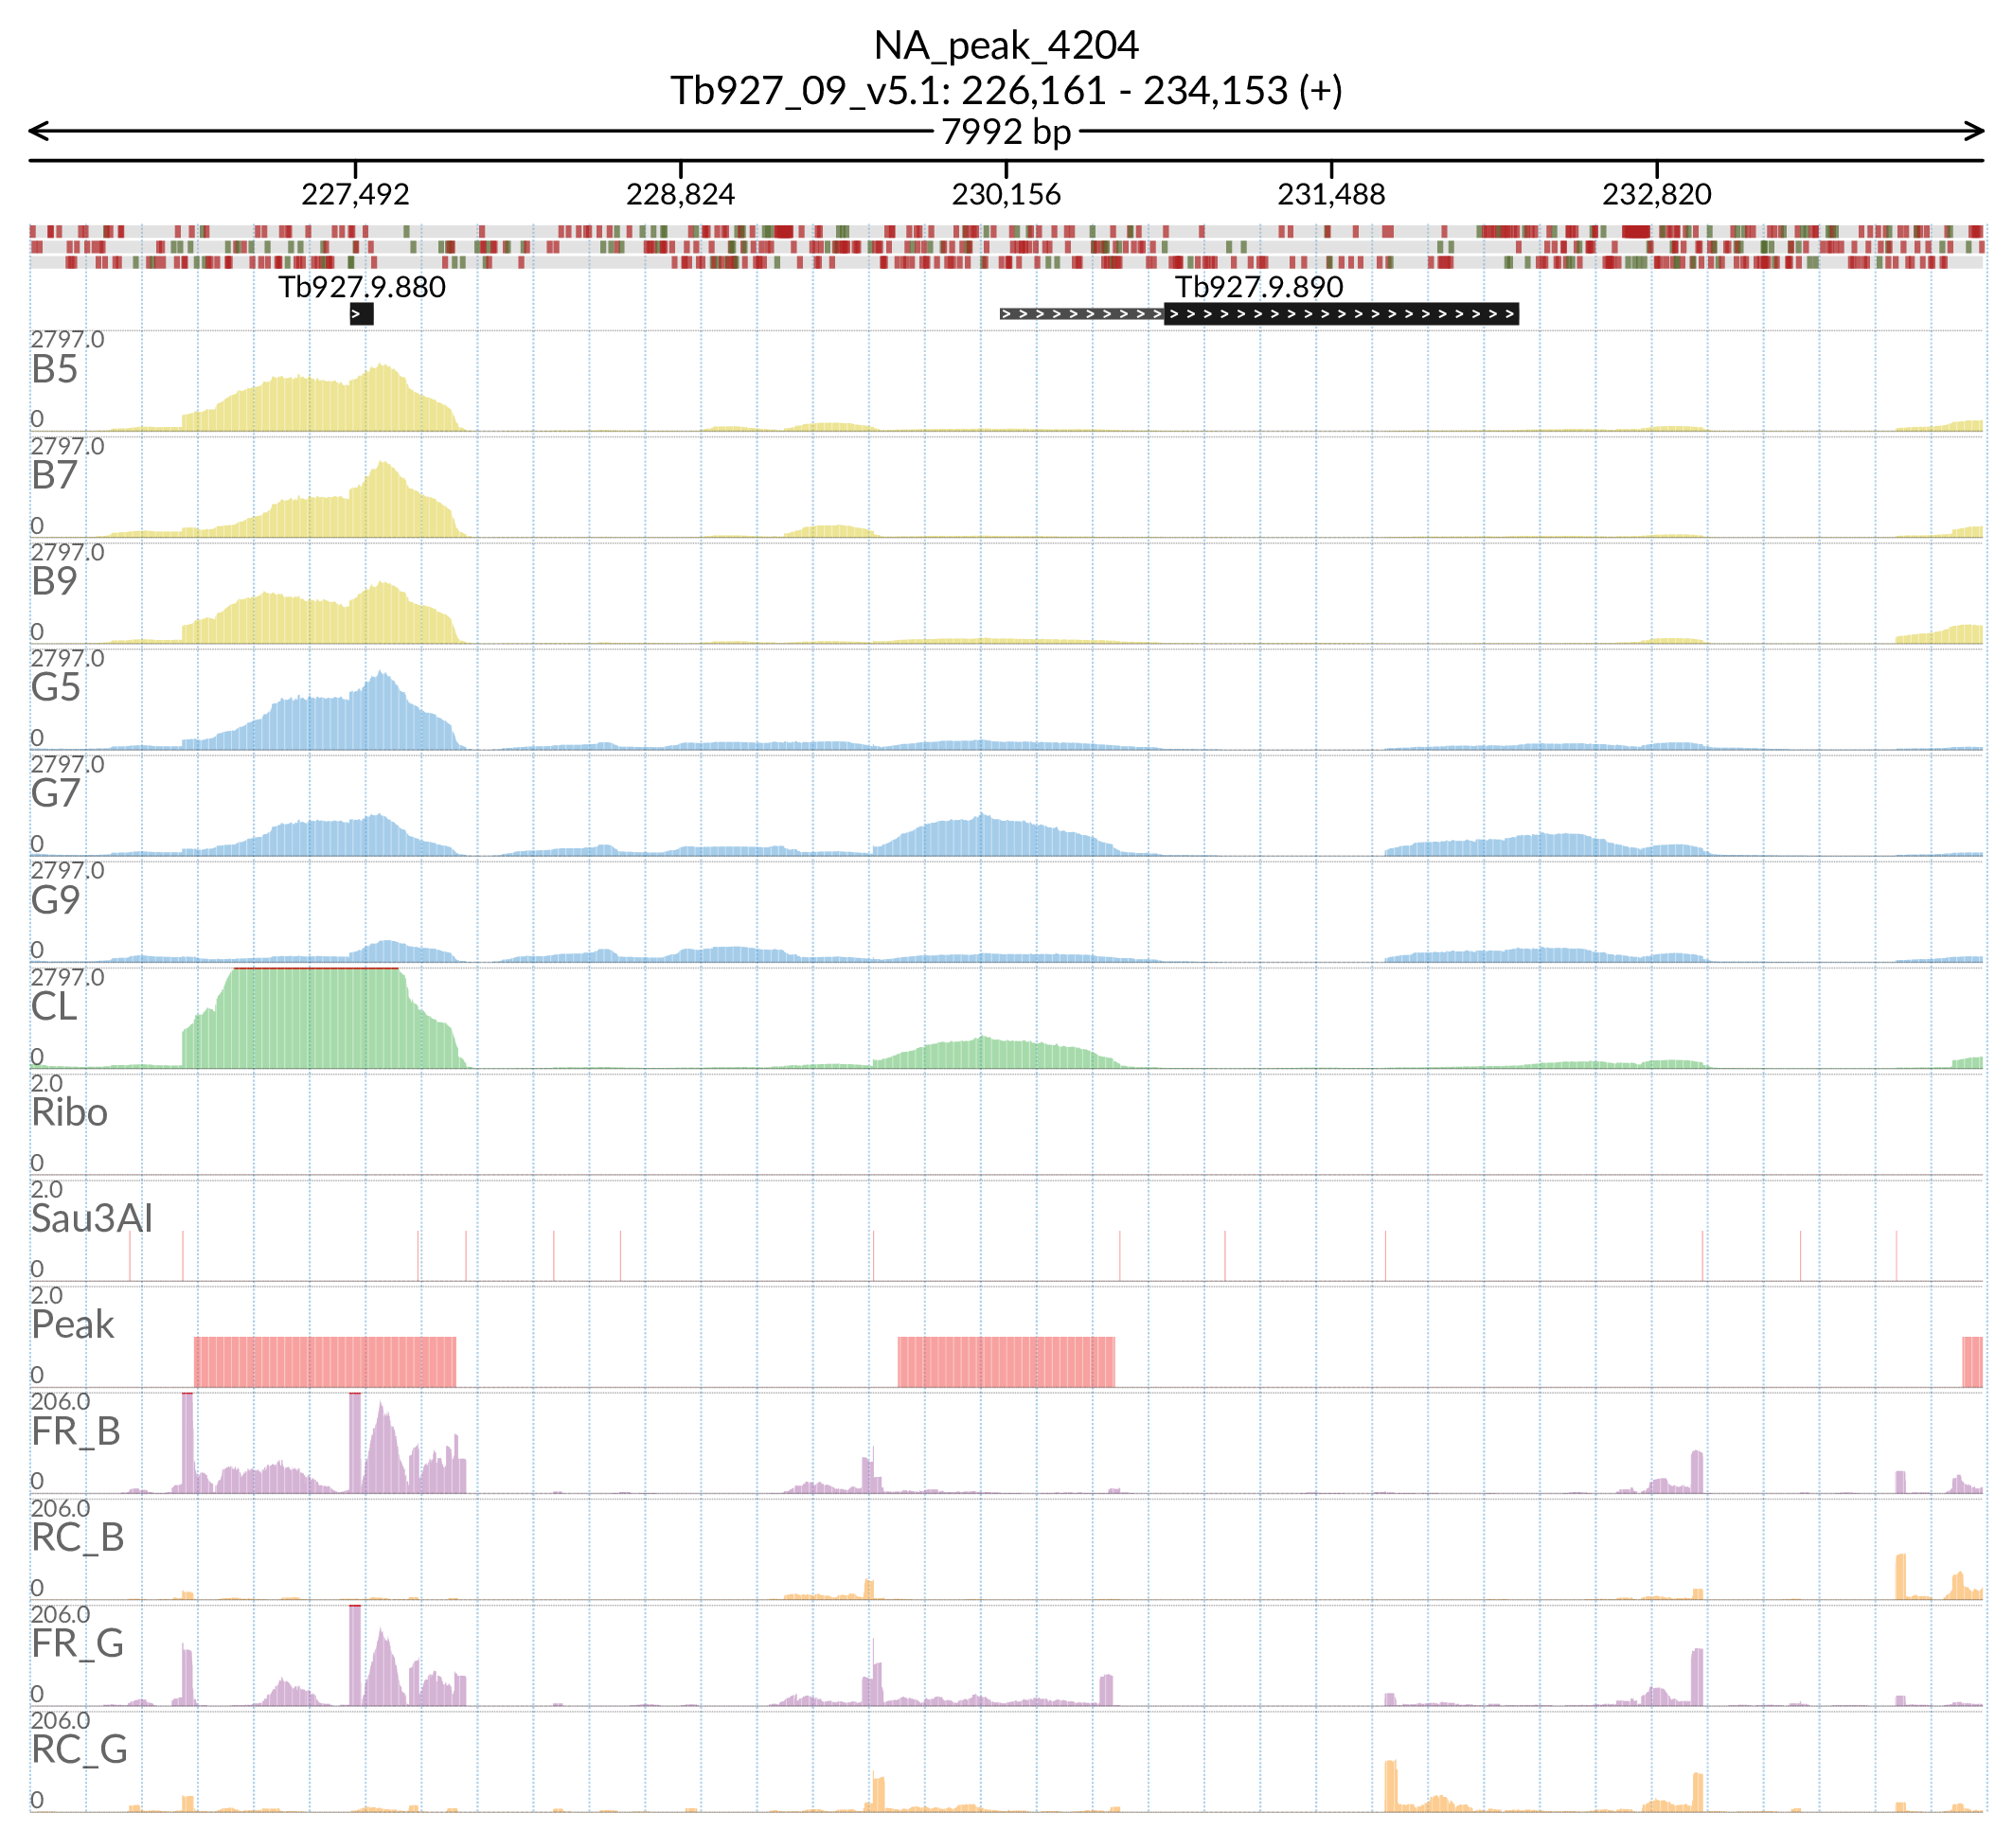 NA_peak_4204
Tb927_09_v5.1: 226,161 - 234,153 (+)
7992 bp
227,492 228,824 230,156 231,488 232,820
Tb927.9.880 Tb927.9.890
2797.0
B5
0
2797.0
B7
0
2797.0
B9
0
2797.0
G5
0
2797.0
G7
0
2797.0
G9
0
2797.0
CL
0
2.0
Ribo
0
2.0
Sau3AI
0
2.0
Peak
0
206.0
FR_B
0
206.0
RC_B
0
206.0
FR_G
0
206.0
RC_G
0